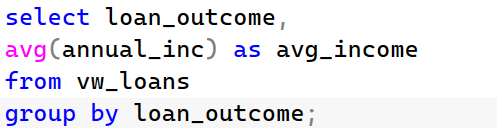 select loan_outcome,
avg(annual_inc) as avg_income
from vw_loans
group by loan_outcome;